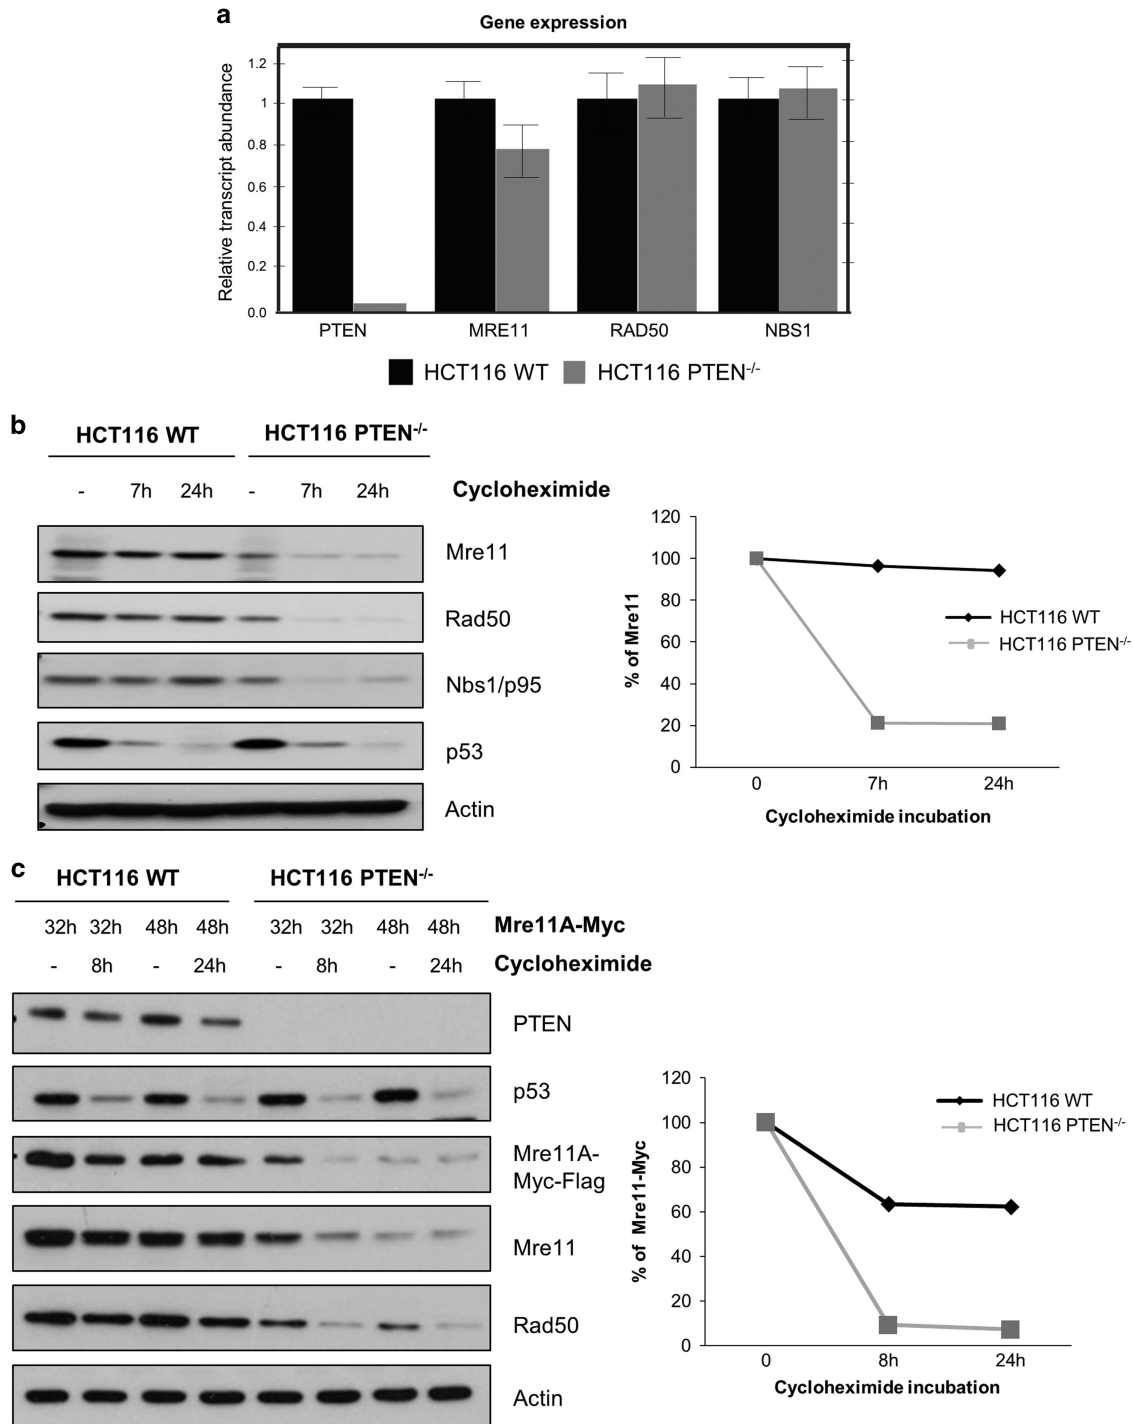 a
Gene expression
Relative transcript abundance
1.2
1
0.8
0.6
0.4
0.2
0.0
PTEN MRE11 RAD50 NBS1
HCT116 WT HCT116 PTEN-/-
b
HCT116 WT HCT116 PTEN-/-
- 7h 24h - 7h 24h Cycloheximide
Mre11
Rad50
Nbs1/p95
p53
Actin
% of Mre11
120
100
80
60
40
20
0
0 7h 24h
Cycloheximide incubation
HCT116 WT
HCT116 PTEN-/-
c
HCT116 WT HCT116 PTEN-/-
32h 32h 48h 48h 32h 32h 48h 48h Mre11A-Myc
- 8h - 24h - 8h - 24h Cycloheximide
PTEN
p53
Mre11A-
Myc-Flag
Mre11
Rad50
Actin
% of Mre11-Myc
120
100
80
60
40
20
0
0 8h 24h
Cycloheximide incubation
HCT116 WT
HCT116 PTEN-/-